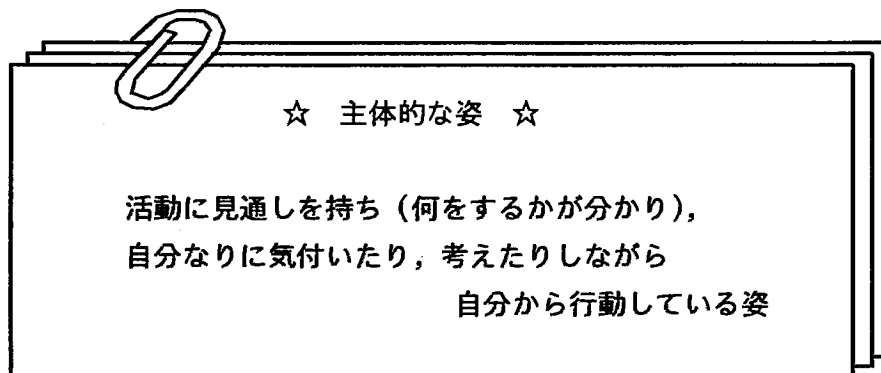 ☆ 主体的な姿 ☆
活動に見通しを持ち（何をするかが分かり），
自分なりに気付いたり，考えたりしながら
自分から行動している姿